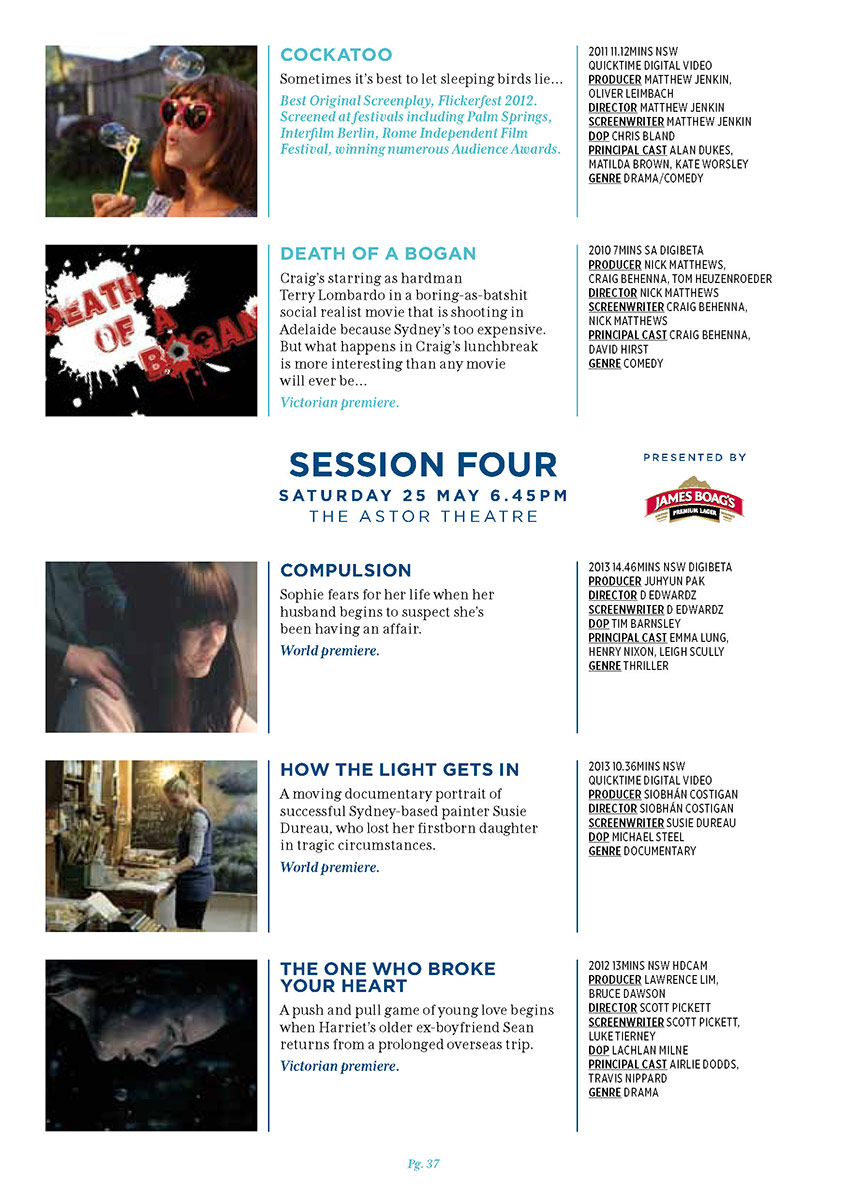 COCKATOO
Sometimes it's best to let sleeping birds lie…
Best Original Screenplay, Flickerfest 2012.
Screened at festivals including Palm Springs,
Interfilm Berlin, Rome Independent Film
Festival, winning numerous Audience Awards.
2011 11.12MINS NSW
QUICKTIME DIGITAL VIDEO
PRODUCER MATTHEW JENKIN,
OLIVER LEIMBACH
DIRECTOR MATTHEW JENKIN
SCREENWRITER MATTHEW JENKIN
DOP CHRIS BLAND
PRINCIPAL CAST ALAN DUKES,
MATILDA BROWN, KATE WORSLEY
GENRE DRAMA/COMEDY
DEATH
OF A
BOGAN
DEATH OF A BOGAN
Craig's starring as hardman
Terry Lombardo in a boring-as-batshit
social realist movie that is shooting in
Adelaide because Sydney's too expensive.
But what happens in Craig's lunchbreak
is more interesting than any movie
will ever be…
Victorian premiere.
2010 7MINS SA DIGIBETA
PRODUCER NICK MATTHEWS,
CRAIG BEHENNA, TOM HEUZENROEDER
DIRECTOR NICK MATTHEWS
SCREENWRITER CRAIG BEHENNA,
NICK MATTHEWS
PRINCIPAL CAST CRAIG BEHENNA,
DAVID HIRST
GENRE COMEDY
SESSION FOUR
SATURDAY 25 MAY 6.45PM
THE ASTOR THEATRE
PRESENTED BY
JAMES BOAG'S
PREMIUM LAGER
COMPULSION
Sophie fears for her life when her
husband begins to suspect she's
been having an affair.
World premiere.
2013 14.46MINS NSW DIGIBETA
PRODUCER JUHYUN PAK
DIRECTOR D EDWARDZ
SCREENWRITER D EDWARDZ
DOP TIM BARNSLEY
PRINCIPAL CAST EMMA LUNG,
HENRY NIXON, LEIGH SCULLY
GENRE THRILLER
HOW THE LIGHT GETS IN
A moving documentary portrait of
successful Sydney-based painter Susie
Dureau, who lost her firstborn daughter
in tragic circumstances.
World premiere.
2013 10.36MINS NSW
QUICKTIME DIGITAL VIDEO
PRODUCER SIOBHÁN COSTIGAN
DIRECTOR SIOBHÁN COSTIGAN
SCREENWRITER SUSIE DUREAU
DOP MICHAEL STEEL
GENRE DOCUMENTARY
THE ONE WHO BROKE
YOUR HEART
A push and pull game of young love begins
when Harriet's older ex-boyfriend Sean
returns from a prolonged overseas trip.
Victorian premiere.
2012 13MINS NSW HDCAM
PRODUCER LAWRENCE LIM,
BRUCE DAWSON
DIRECTOR SCOTT PICKETT
SCREENWRITER SCOTT PICKETT,
LUKE TIERNEY
DOP LACHLAN MILNE
PRINCIPAL CAST AIRLIE DODDS,
TRAVIS NIPPARD
GENRE DRAMA
Pg. 37